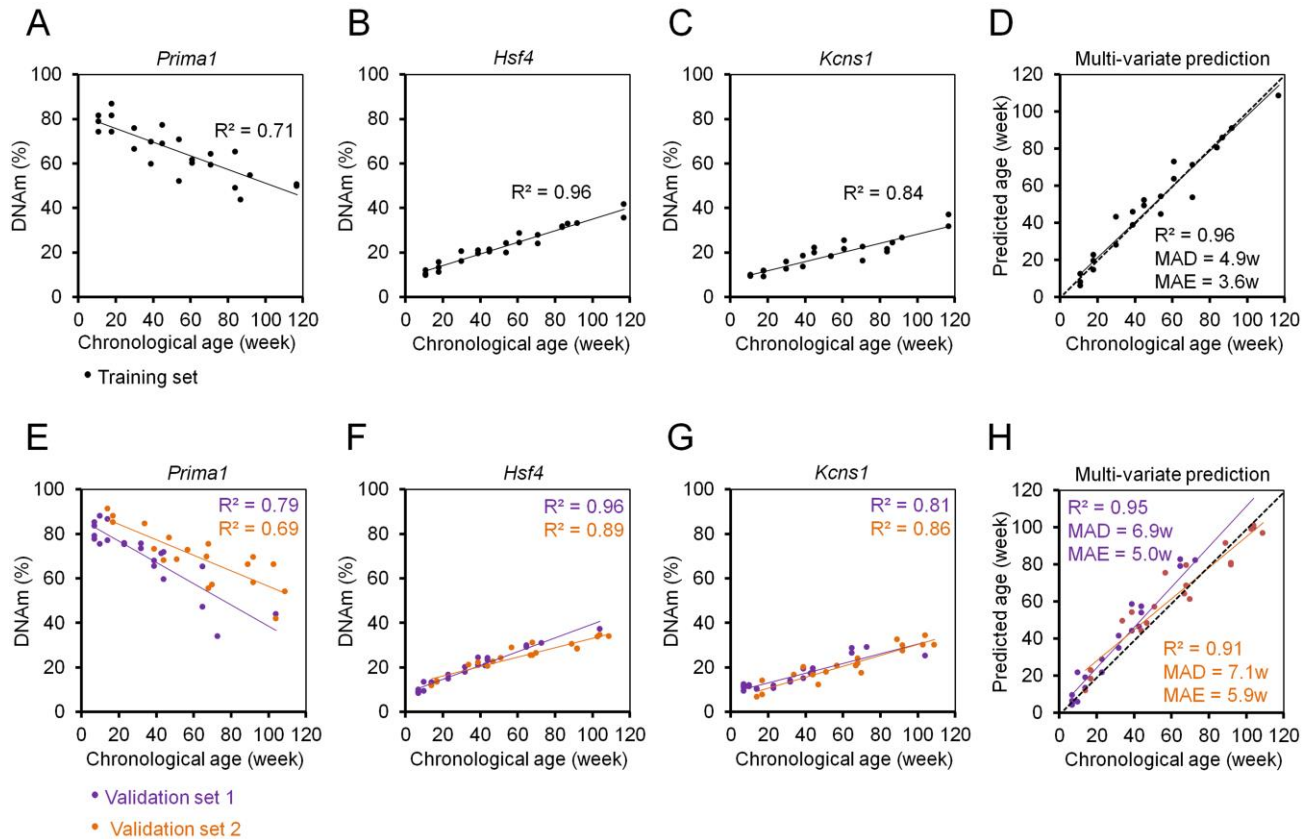 A
Prima1
DNAm (%)
100
80
60
40
20
0
R² = 0.71
0 20 40 60 80 100 120
Chronological age (week)
Training set
B
Hsf4
DNAm (%)
100
80
60
40
20
0
R² = 0.96
0 20 40 60 80 100 120
Chronological age (week)
C
Kcns1
DNAm (%)
100
80
60
40
20
0
R² = 0.84
0 20 40 60 80 100 120
Chronological age (week)
D
Multi-variate prediction
Predicted age (week)
120
100
80
60
40
20
0
R² = 0.96
MAD = 4.9w
MAE = 3.6w
0 20 40 60 80 100 120
Chronological age (week)
E
Prima1
DNAm (%)
100
80
60
40
20
0
R² = 0.79
R² = 0.69
0 20 40 60 80 100 120
Chronological age (week)
Validation set 1
Validation set 2
F
Hsf4
DNAm (%)
100
80
60
40
20
0
R² = 0.96
R² = 0.89
0 20 40 60 80 100 120
Chronological age (week)
G
Kcns1
DNAm (%)
100
80
60
40
20
0
R² = 0.81
R² = 0.86
0 20 40 60 80 100 120
Chronological age (week)
H
Multi-variate prediction
Predicted age (week)
120
100
80
60
40
20
0
R² = 0.95
MAD = 6.9w
MAE = 5.0w
R² = 0.91
MAD = 7.1w
MAE = 5.9w
0 20 40 60 80 100 120
Chronological age (week)